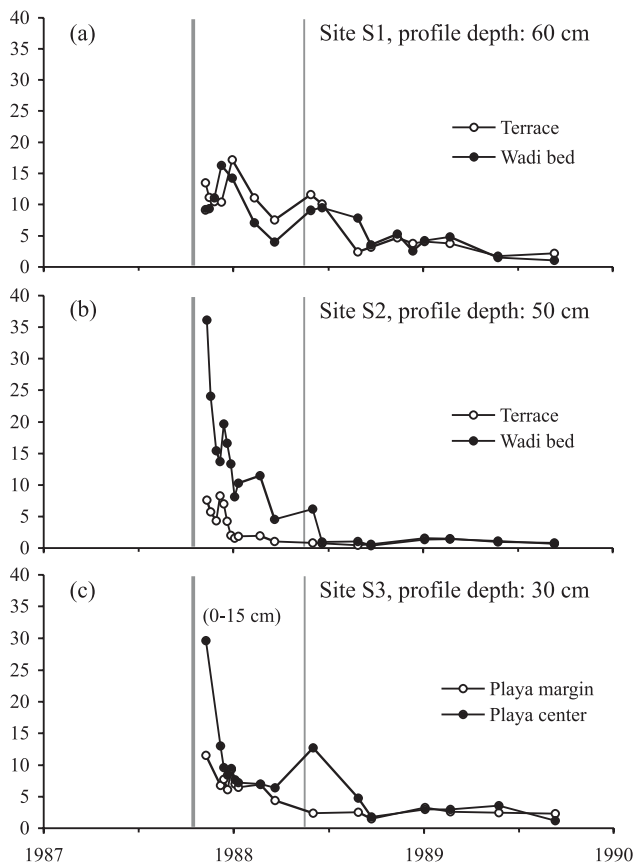 40
(a)
Site S1, profile depth: 60 cm
35
30
25
Terrace
20
Wadi bed
15
10
5
0
40
(b)
Site S2, profile depth: 50 cm
35
30
25
20
Terrace
Wadi bed
15
10
5
0
40
(c)
Site S3, profile depth: 30 cm
35
(0-15 cm)
30
25
Playa margin
20
Playa center
15
10
5
0
1987
1988
1989
1990